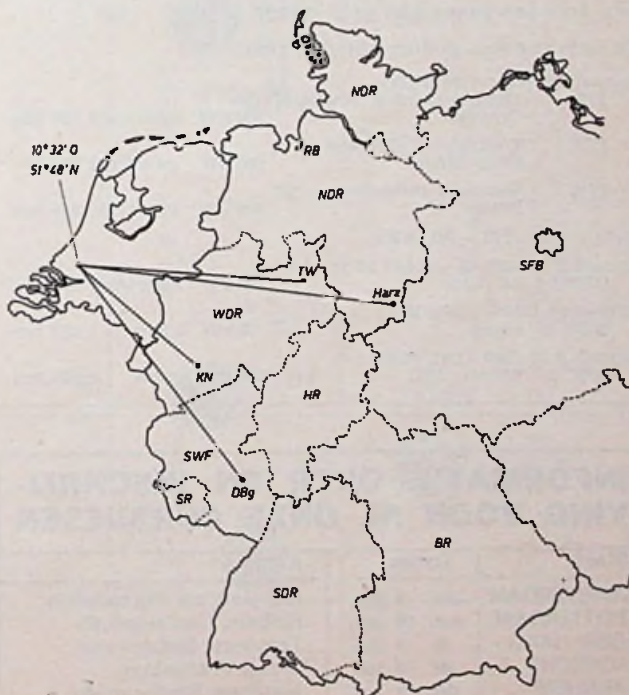 NDR
10°32'O
51°48'N
RB
NDR
SFB
TW
Harz
WDR
KN
HR
SWF
SR
DBg
BR
SDR